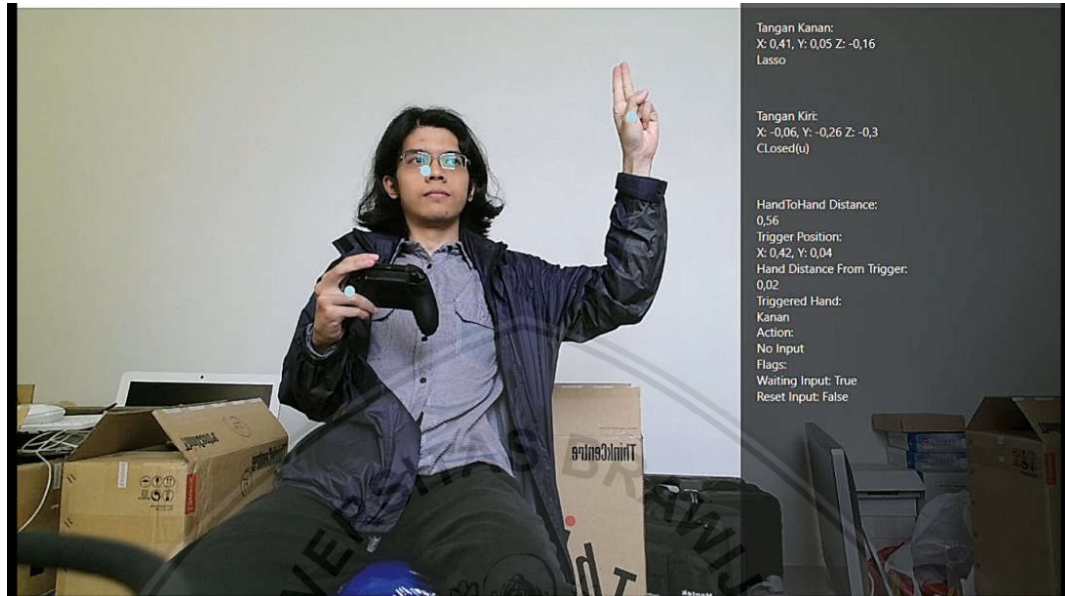 Tangan Kanan:
X: 0,41, Y: 0,05 Z: -0,16
Lasso
Tangan Kiri:
X: -0,06, Y: -0,26 Z: -0,3
CLosed(u)
HandToHand Distance:
0,56
Trigger Position:
X: 0,42, Y: 0,04
Hand Distance From Trigger:
0,02
Triggered Hand:
Kanan
Action:
No Input
Flags:
Waiting Input: True
Reset Input: False
ThinkCentre
Th